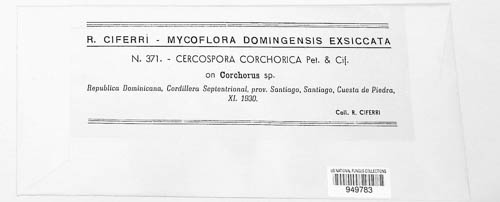 R. CIFERRI - MYCOFLORA DOMINGENSIS EXSICCATA
N. 371. - CERCOSPORA CORCHORICA Pet. & Cif.
on Corchorus sp.
Republica Dominicana, Cordillera Septentrional, prov. Santiago, Santiago, Cuesta de Piedra,
XI. 1930.
Coll. R. CIFERRI
US NATIONAL FUNGUS COLLECTIONS
949783